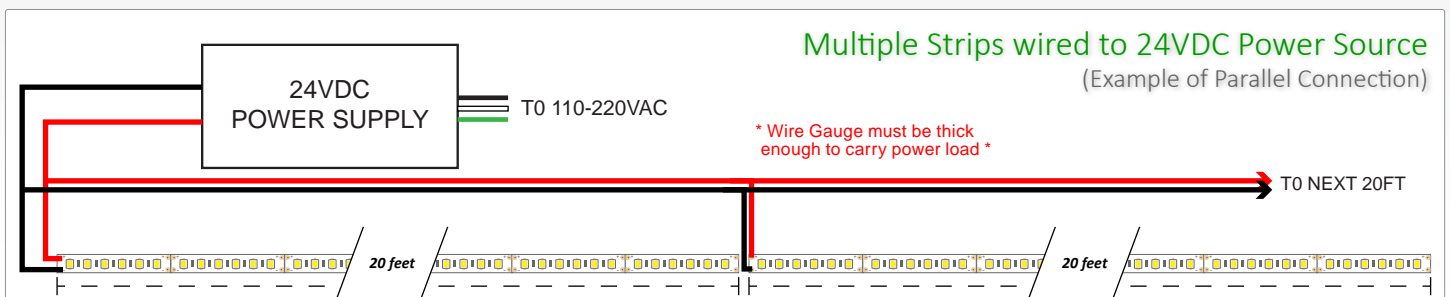 Multiple Strips wired to 24VDC Power Source
(Example of Parallel Connection)
24VDC
POWER SUPPLY
T0 110-220VAC
* Wire Gauge must be thick
enough to carry power load *
T0 NEXT 20FT
20 feet
20 feet